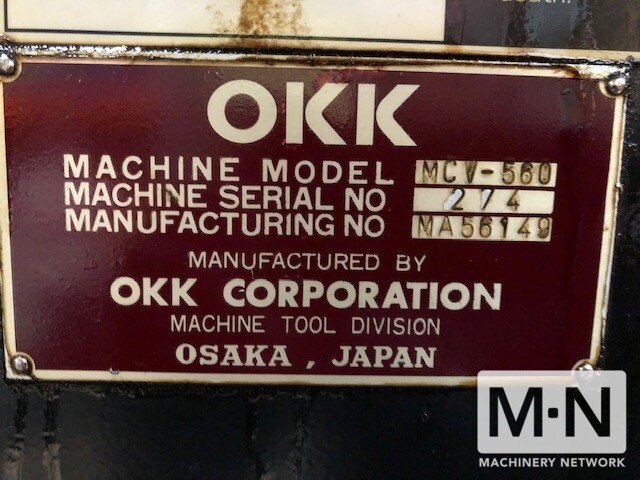 OKK
MACHINE MODEL MCV-560
MACHINE SERIAL NO 214
MANUFACTURING NO MA56149
MANUFACTURED BY
OKK CORPORATION
MACHINE TOOL DIVISION
OSAKA , JAPAN
M·N
MACHINERY NETWORK